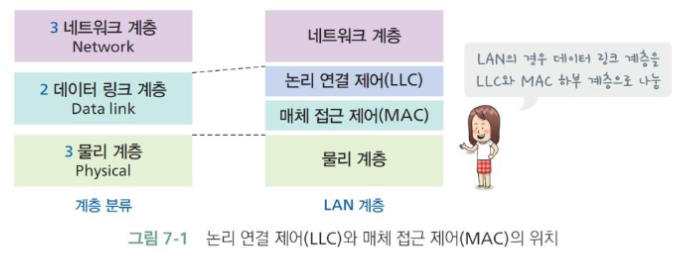 3 네트워크 계층
Network
2 데이터 링크 계층
Data link
3 물리 계층
Physical
계층 분류
네트워크 계층
논리 연결 제어(LLC)
매체 접근 제어(MAC)
물리 계층
LAN 계층
LAN의 경우 데이터 링크 계층을
LLC와 MAC 하부 계층으로 나눔
그림 7-1 논리 연결 제어(LLC)와 매체 접근 제어(MAC)의 위치